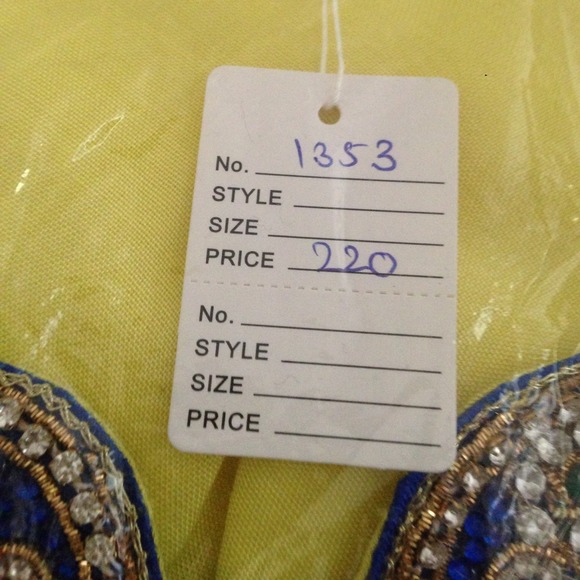 No. 1353
STYLE
SIZE
PRICE 220
No.
STYLE
SIZE
PRICE